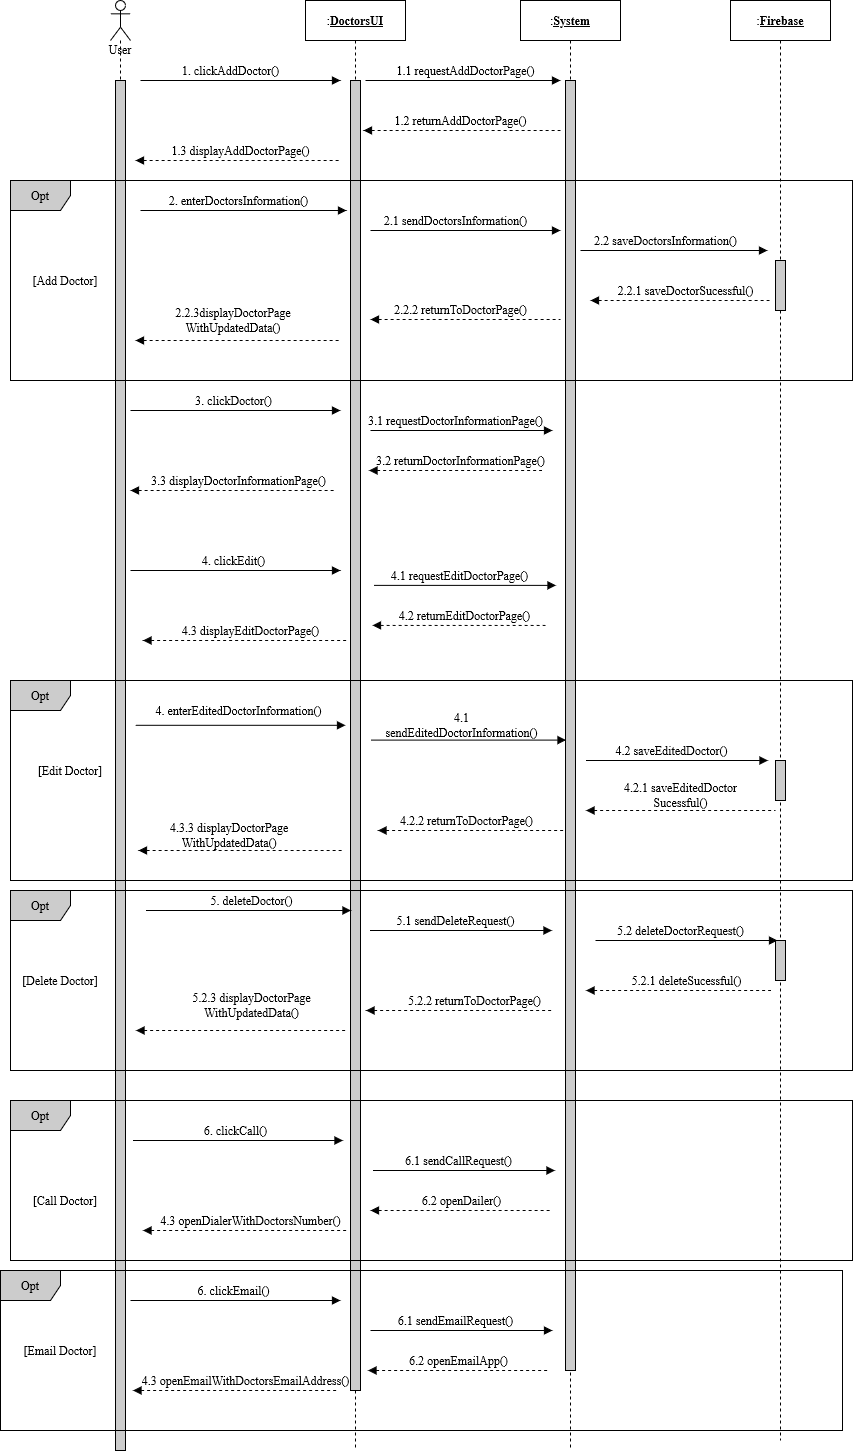 :DoctorsUI
:System
:Firebase
User
1. clickAddDoctor()
1.1 requestAddDoctorPage()
1.2 returnAddDoctorPage()
1.3 displayAddDoctorPage()
Opt
2. enterDoctorsInformation()
2.1 sendDoctorsInformation()
2.2 saveDoctorsInformation()
[Add Doctor]
2.2.1 saveDoctorSucessful()
2.2.2 returnToDoctorPage()
2.2.3displayDoctorPage
WithUpdatedData()
3. clickDoctor()
3.1 requestDoctorInformationPage()
3.2 returnDoctorInformationPage()
3.3 displayDoctorInformationPage()
4. clickEdit()
4.1 requestEditDoctorPage()
4.2 returnEditDoctorPage()
4.3 displayEditDoctorPage()
Opt
4. enterEditedDoctorInformation()
4.1
sendEditedDoctorInformation()
4.2 saveEditedDoctor()
[Edit Doctor]
4.2.1 saveEditedDoctor
Sucessful()
4.2.2 returnToDoctorPage()
4.3.3 displayDoctorPage
WithUpdatedData()
Opt
5. deleteDoctor()
5.1 sendDeleteRequest()
5.2 deleteDoctorRequest()
[Delete Doctor]
5.2.1 deleteSucessful()
5.2.2 returnToDoctorPage()
5.2.3 displayDoctorPage
WithUpdatedData()
Opt
6. clickCall()
6.1 sendCallRequest()
[Call Doctor]
6.2 openDailer()
4.3 openDialerWithDoctorsNumber()
Opt
6. clickEmail()
6.1 sendEmailRequest()
[Email Doctor]
6.2 openEmailApp()
4.3 openEmailWithDoctorsEmailAddress()